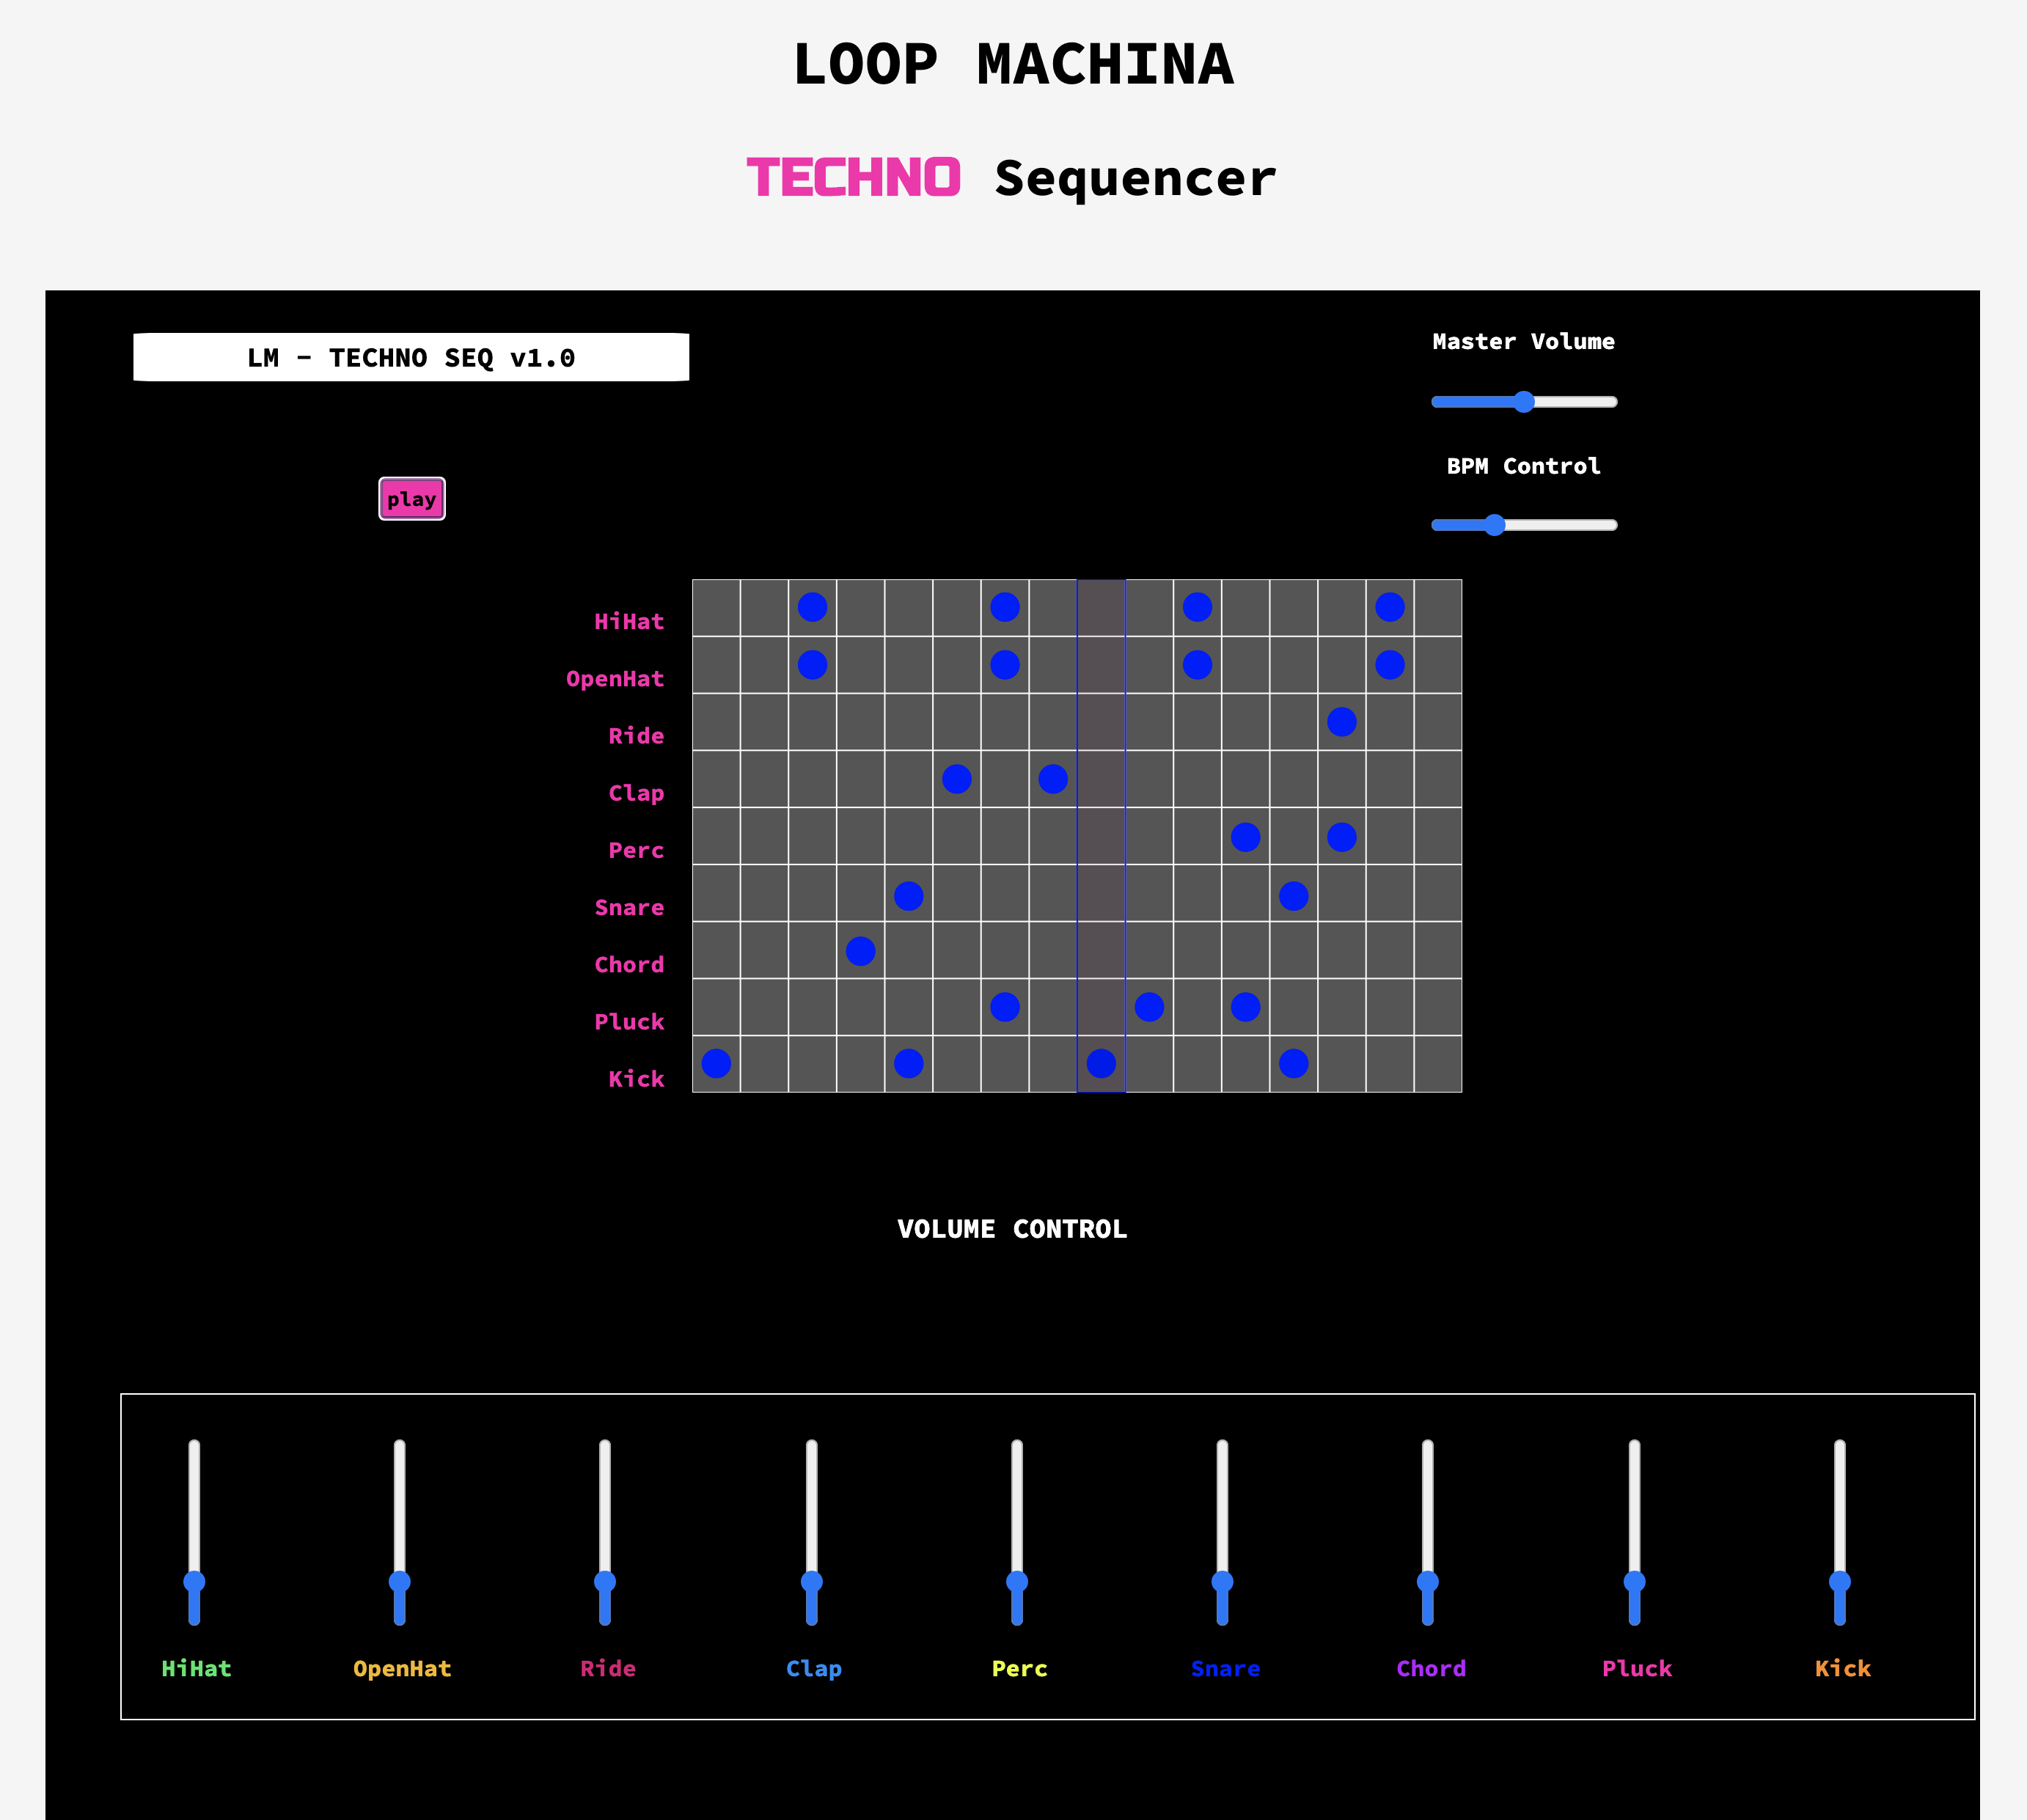 LOOP MACHINA
TECHNO Sequencer
LM - TECHNO SEQ v1.0
Master Volume
BPM Control
play
HiHat
OpenHat
Ride
Clap
Perc
Snare
Chord
Pluck
Kick
VOLUME CONTROL
HiHat OpenHat Ride Clap Perc Snare Chord Pluck Kick